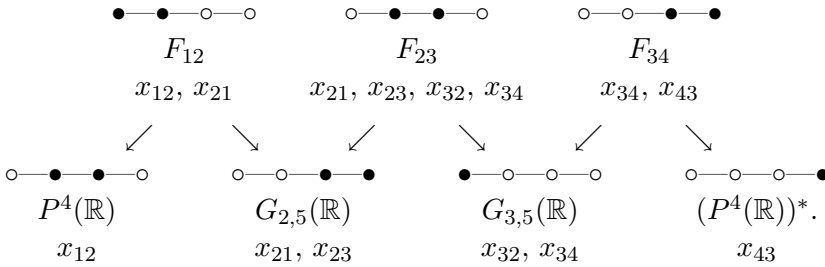 F_{12} F_{23} F_{34}
x_{12}, x_{21} x_{21}, x_{23}, x_{32}, x_{34} x_{34}, x_{43}
P^4(ℝ) G_{2,5}(ℝ) G_{3,5}(ℝ) (P^4(ℝ))^*.
x_{12} x_{21}, x_{23} x_{32}, x_{34} x_{43}